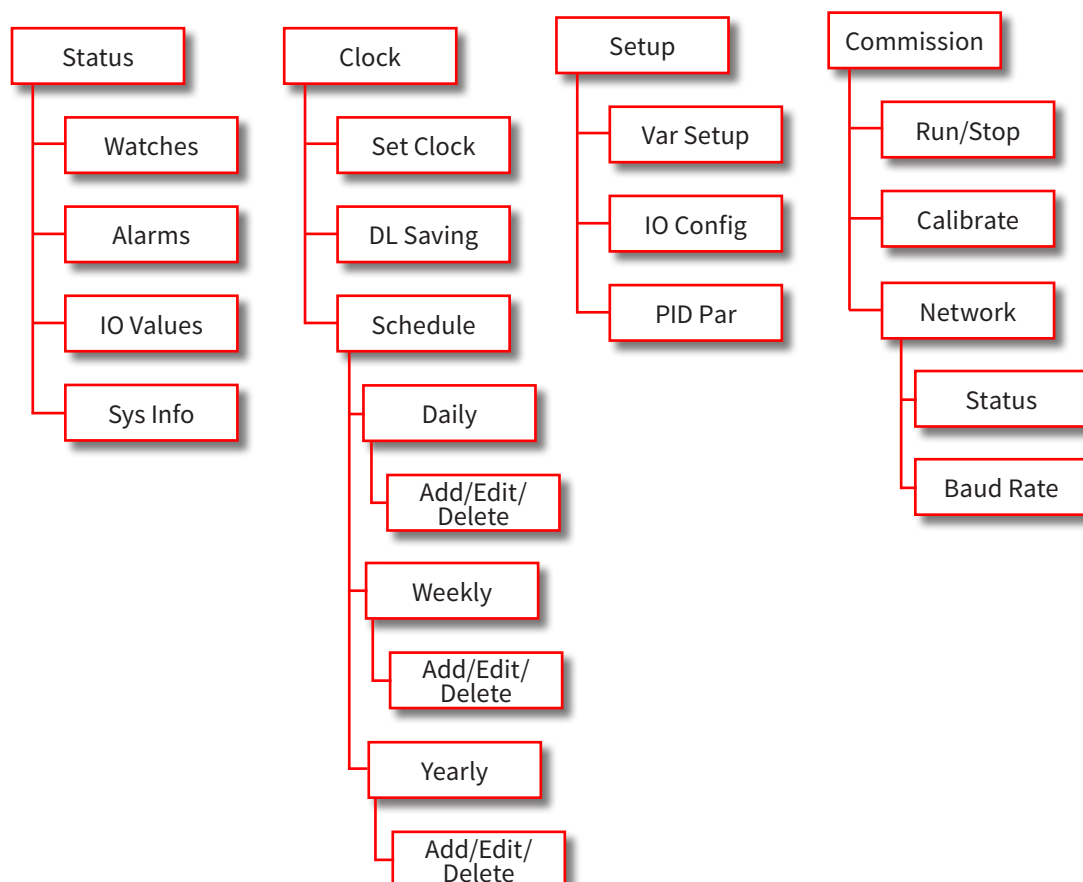 Status
Watches
Alarms
IO Values
Sys Info
Clock
Set Clock
DL Saving
Schedule
Daily
Add/Edit/
Delete
Weekly
Add/Edit/
Delete
Yearly
Add/Edit/
Delete
Setup
Var Setup
IO Config
PID Par
Commission
Run/Stop
Calibrate
Network
Status
Baud Rate